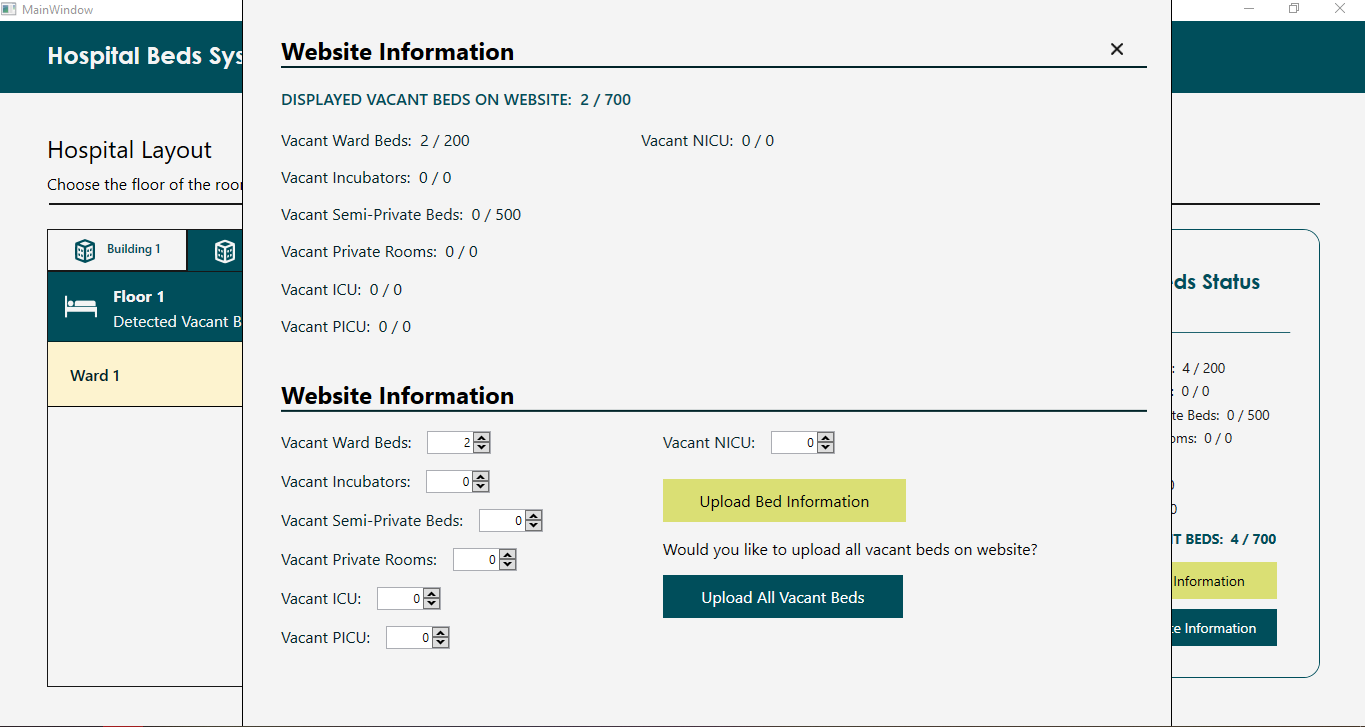 MainWindow
Hospital Beds Sys
Hospital Layout
Choose the floor of the roo
Building 1
Floor 1
Detected Vacant B
Ward 1
Website Information
DISPLAYED VACANT BEDS ON WEBSITE: 2 / 700
Vacant Ward Beds: 2 / 200
Vacant NICU: 0 / 0
Vacant Incubators: 0 / 0
Vacant Semi-Private Beds: 0 / 500
Vacant Private Rooms: 0 / 0
Vacant ICU: 0 / 0
Vacant PICU: 0 / 0
Website Information
Vacant Ward Beds: 2
Vacant Incubators: 0
Vacant Semi-Private Beds: 0
Vacant Private Rooms: 0
Vacant ICU: 0
Vacant PICU: 0
Vacant NICU: 0
Upload Bed Information
Would you like to upload all vacant beds on website?
Upload All Vacant Beds
ds Status
: 4 / 200
: 0 / 0
te Beds: 0 / 500
oms: 0 / 0
T BEDS: 4 / 700
Information
te Information